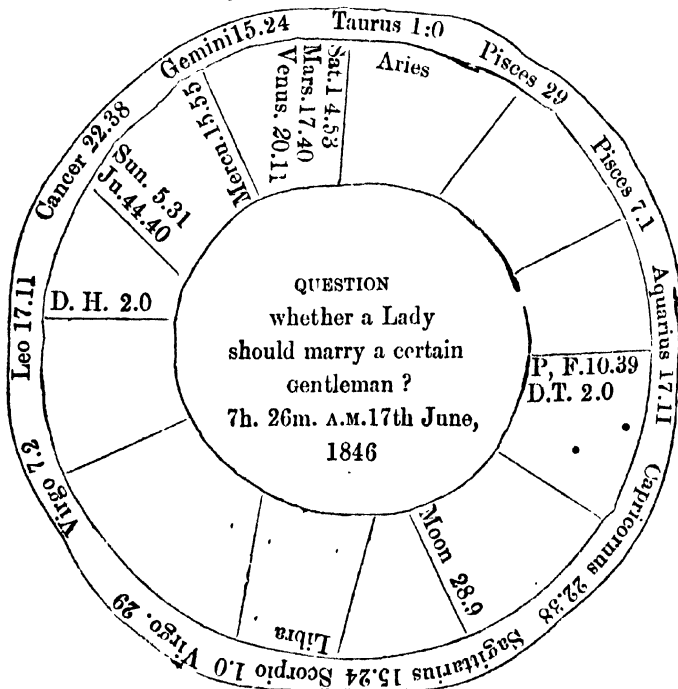 Taurus 1:0
Pisces 29
Pisces 7.1
Aquarius 17.11
Capricornus 22.38
Sagittarius 15.24
Scorpio 1.0
Virgo. 29
Virgo 7.2
Leo 17.11
Cancer 22.38
Gemini 15.24
Aries
Sat.14.53
Mars.17.40
Venus. 20.11
Mercu.15.55
Sun. 5.31
Ju.44.40
D. H. 2.0
P, F.10.39
D.T. 2.0
Moon 28.9
Libra
QUESTION
whether a Lady
should marry a certain
Gentleman ?
7h. 26m. A.M.17th June,
1846